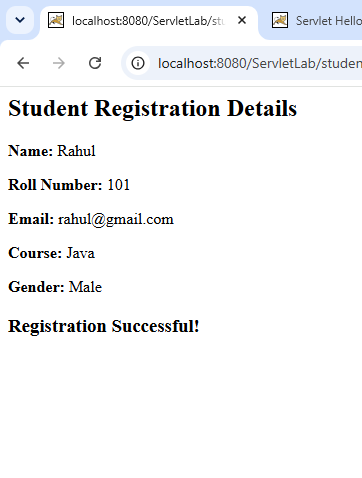 localhost:8080/ServletLab/stu
Servlet Hello
localhost:8080/ServletLab/studen
Student Registration Details
Name: Rahul
Roll Number: 101
Email: rahul@gmail.com
Course: Java
Gender: Male
Registration Successful!